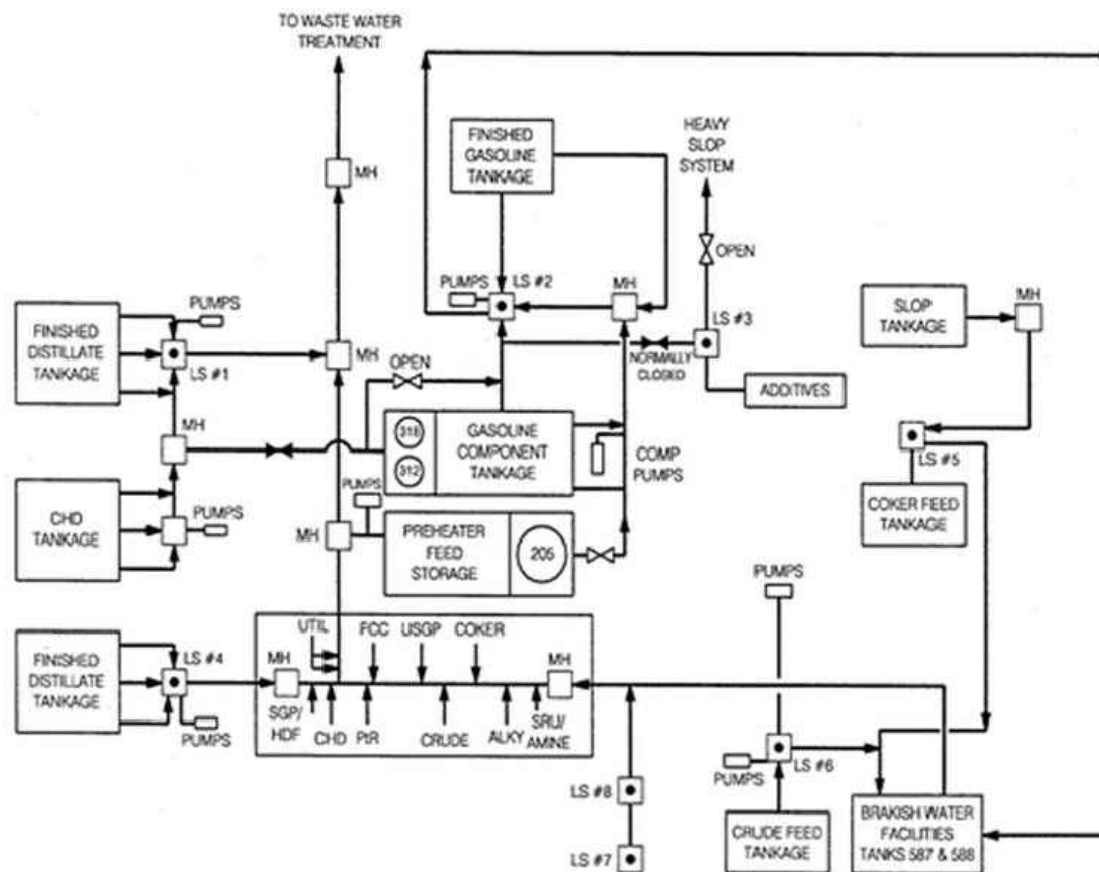 TO WASTE WATER
TREATMENT
MH
FINISHED
GASOLINE
TANKAGE
HEAVY
SLOP
SYSTEM
OPEN
PUMPS
LS #2
MH
LS #3
NORMALLY
CLOSED
ADDITIVES
SLOP
TANKAGE
MH
LS #5
COKER FEED
TANKAGE
PUMPS
FINISHED
DISTILLATE
TANKAGE
LS #1
MH
OPEN
MH
318
312
GASOLINE
COMPONENT
TANKAGE
COMP
PUMPS
CHD
TANKAGE
PUMPS
PUMPS
MH
PREHEATER
FEED
STORAGE
205
FINISHED
DISTILLATE
TANKAGE
LS #4
PUMPS
UTIL
FCC
USGP
COKER
MH
MH
SGP/
HDF
CHD
PtR
CRUDE
ALKY
SRU/
AMINE
LS #8
LS #7
PUMPS
PUMPS
LS #6
CRUDE FEED
TANKAGE
BRAKISH WATER
FACILITIES
TANKS 587' & 588